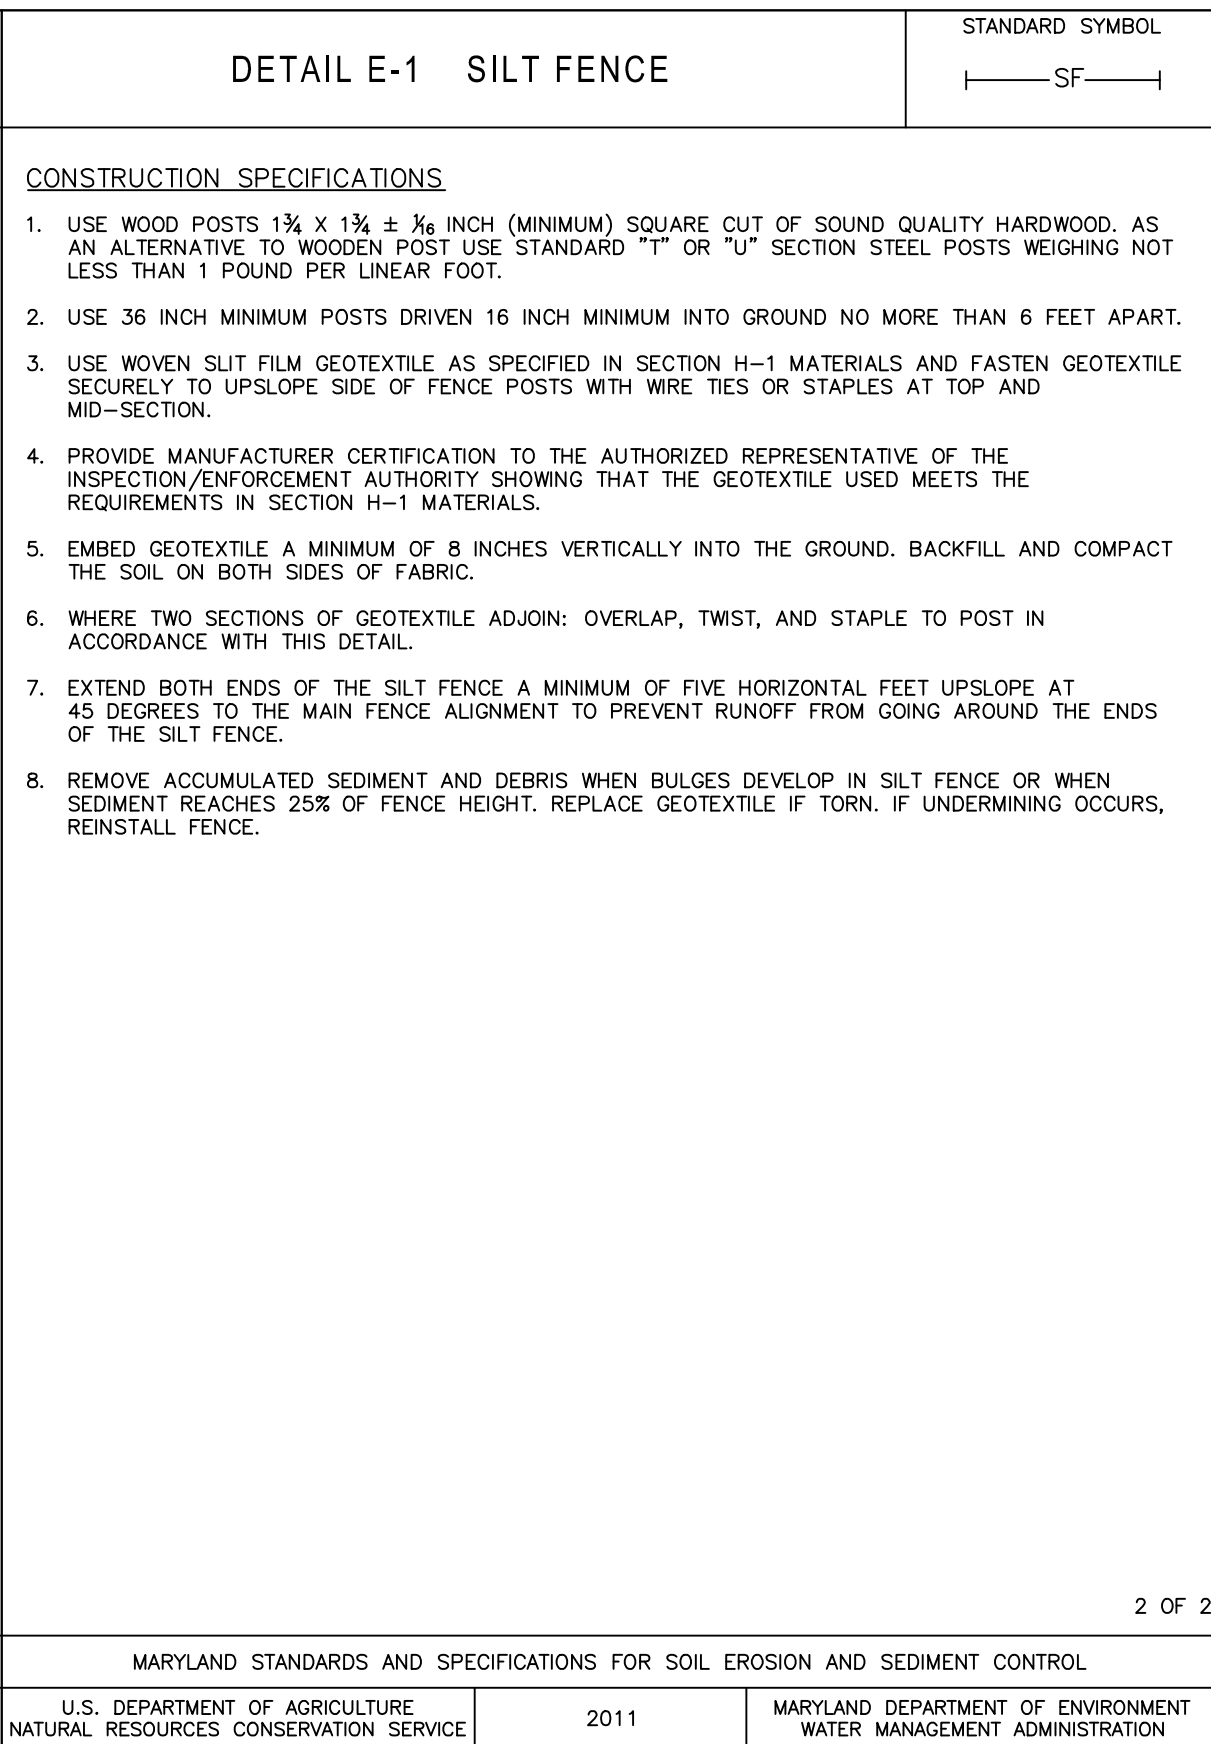 DETAIL E-1 SILT FENCE
STANDARD SYMBOL
SF
CONSTRUCTION SPECIFICATIONS
1. USE WOOD POSTS 1¾ X 1¾ ± 1⁄16 INCH (MINIMUM) SQUARE CUT OF SOUND QUALITY HARDWOOD. AS
AN ALTERNATIVE TO WOODEN POST USE STANDARD "T" OR "U" SECTION STEEL POSTS WEIGHING NOT
LESS THAN 1 POUND PER LINEAR FOOT.
2. USE 36 INCH MINIMUM POSTS DRIVEN 16 INCH MINIMUM INTO GROUND NO MORE THAN 6 FEET APART.
3. USE WOVEN SLIT FILM GEOTEXTILE AS SPECIFIED IN SECTION H-1 MATERIALS AND FASTEN GEOTEXTILE
SECURELY TO UPSLOPE SIDE OF FENCE POSTS WITH WIRE TIES OR STAPLES AT TOP AND
MID-SECTION.
4. PROVIDE MANUFACTURER CERTIFICATION TO THE AUTHORIZED REPRESENTATIVE OF THE
INSPECTION/ENFORCEMENT AUTHORITY SHOWING THAT THE GEOTEXTILE USED MEETS THE
REQUIREMENTS IN SECTION H-1 MATERIALS.
5. EMBED GEOTEXTILE A MINIMUM OF 8 INCHES VERTICALLY INTO THE GROUND. BACKFILL AND COMPACT
THE SOIL ON BOTH SIDES OF FABRIC.
6. WHERE TWO SECTIONS OF GEOTEXTILE ADJOIN: OVERLAP, TWIST, AND STAPLE TO POST IN
ACCORDANCE WITH THIS DETAIL.
7. EXTEND BOTH ENDS OF THE SILT FENCE A MINIMUM OF FIVE HORIZONTAL FEET UPSLOPE AT
45 DEGREES TO THE MAIN FENCE ALIGNMENT TO PREVENT RUNOFF FROM GOING AROUND THE ENDS
OF THE SILT FENCE.
8. REMOVE ACCUMULATED SEDIMENT AND DEBRIS WHEN BULGES DEVELOP IN SILT FENCE OR WHEN
SEDIMENT REACHES 25% OF FENCE HEIGHT. REPLACE GEOTEXTILE IF TORN. IF UNDERMINING OCCURS,
REINSTALL FENCE.
2 OF 2
MARYLAND STANDARDS AND SPECIFICATIONS FOR SOIL EROSION AND SEDIMENT CONTROL
U.S. DEPARTMENT OF AGRICULTURE
NATURAL RESOURCES CONSERVATION SERVICE
2011
MARYLAND DEPARTMENT OF ENVIRONMENT
WATER MANAGEMENT ADMINISTRATION